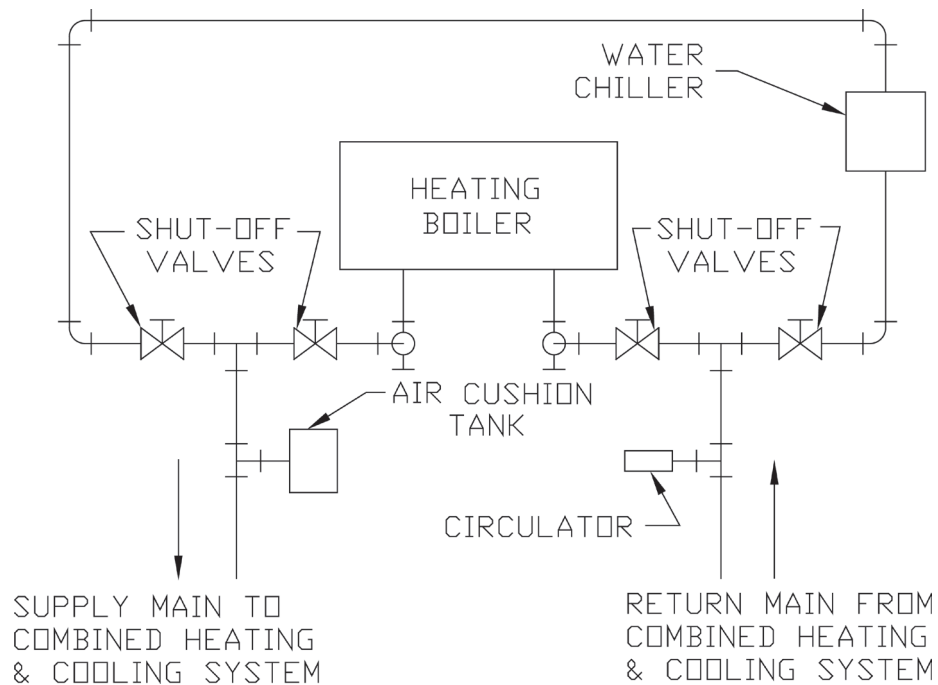 WATER
CHILLER
HEATING
BOILER
SHUT-OFF
VALVES
SHUT-OFF
VALVES
AIR CUSHION
TANK
CIRCULATOR
SUPPLY MAIN TO
COMBINED HEATING
& COOLING SYSTEM
RETURN MAIN FROM
COMBINED HEATING
& COOLING SYSTEM